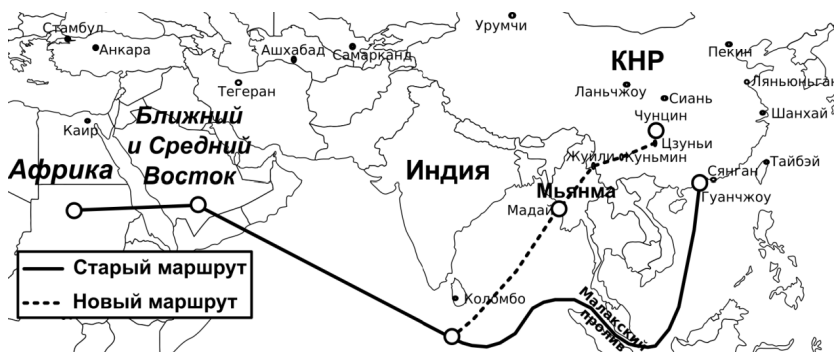 Стамбул
Анкара
Ашхабад
Самарканд
Урумчи
КНР
Пекин
Тегеран
Ланьчжоу
Сиань
Ляньюньган
Чунцин
Шанхай
Ближний
и Средний
Восток
Каир
Цзуньи
Африка
Индия
Жуйли
Куньмин
Сянган
Тайбэй
Мьянма
Мадай
Гуанчжоу
Старый маршрут
Новый маршрут
Коломбо
Малакский
пролив